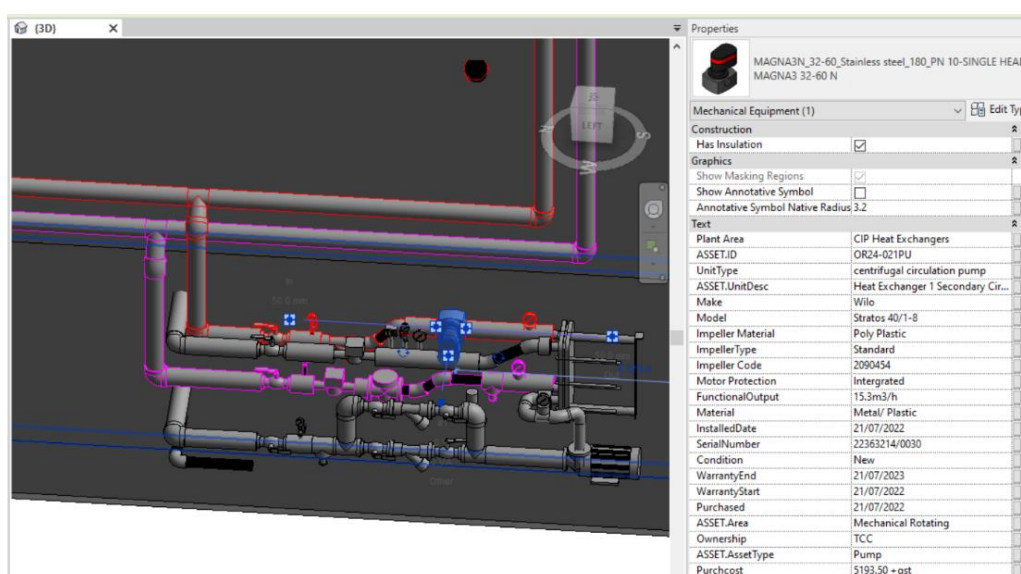 (3D)
Properties
MAGNA3N_32-60_Stainless steel_180_PN 10-SINGLE HEAD
MAGNA3 32-60 N
Mechanical Equipment (1) Edit Typ
Construction
Has Insulation
Graphics
Show Masking Regions
Show Annotative Symbol
Annotative Symbol Native Radius 3.2
Text
Plant Area CIP Heat Exchangers
ASSET.ID OR24-021PU
UnitType centrifugal circulation pump
ASSET.UnitDesc Heat Exchanger 1 Secondary Cir...
Make Wilo
Model Stratos 40/1-8
Impeller Material Poly Plastic
ImpellerType Standard
Impeller Code 2090454
Motor Protection Intergrated
FunctionalOutput 15.3m3/h
Material Metal/ Plastic
InstalledDate 21/07/2022
SerialNumber 22363214/0030
Condition New
WarrantyEnd 21/07/2023
WarrantyStart 21/07/2022
Purchased 21/07/2022
ASSET.Area Mechanical Rotating
Ownership TCC
ASSET.AssetType Pump
Purchcost 5193.50 +gst
LEFT
S
W
In
50.0 mm
Other